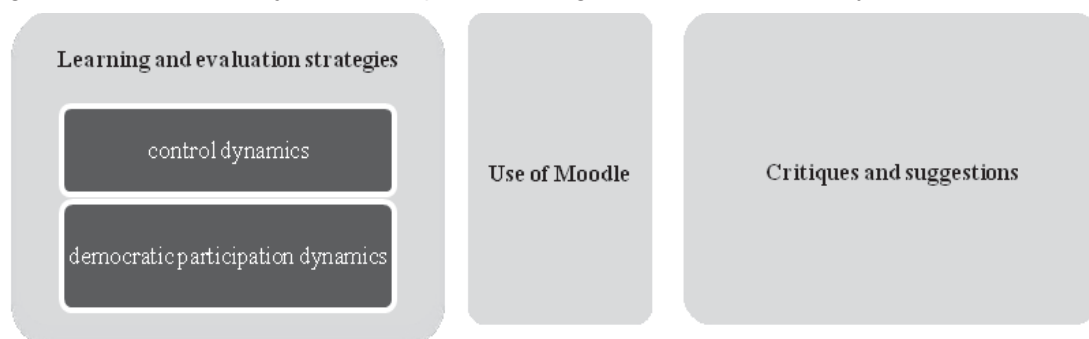 Learning and evaluation strategies
control dynamics
democratic participation dynamics
Use of Moodle
Critiques and suggestions